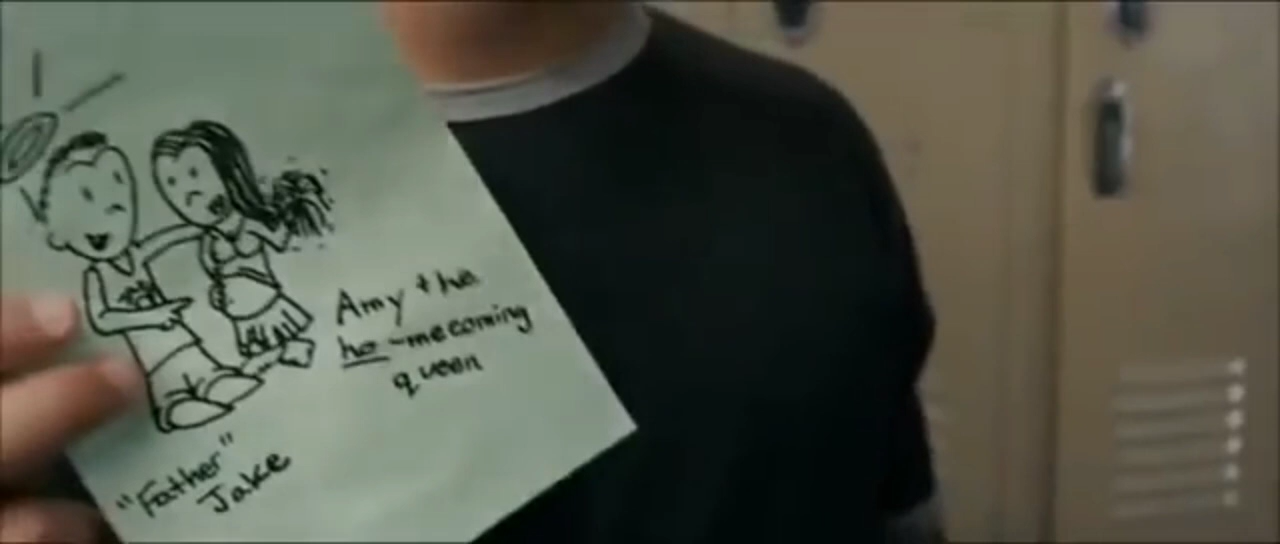 Amy the
ho-mecoming
queen
"Father"
Jake